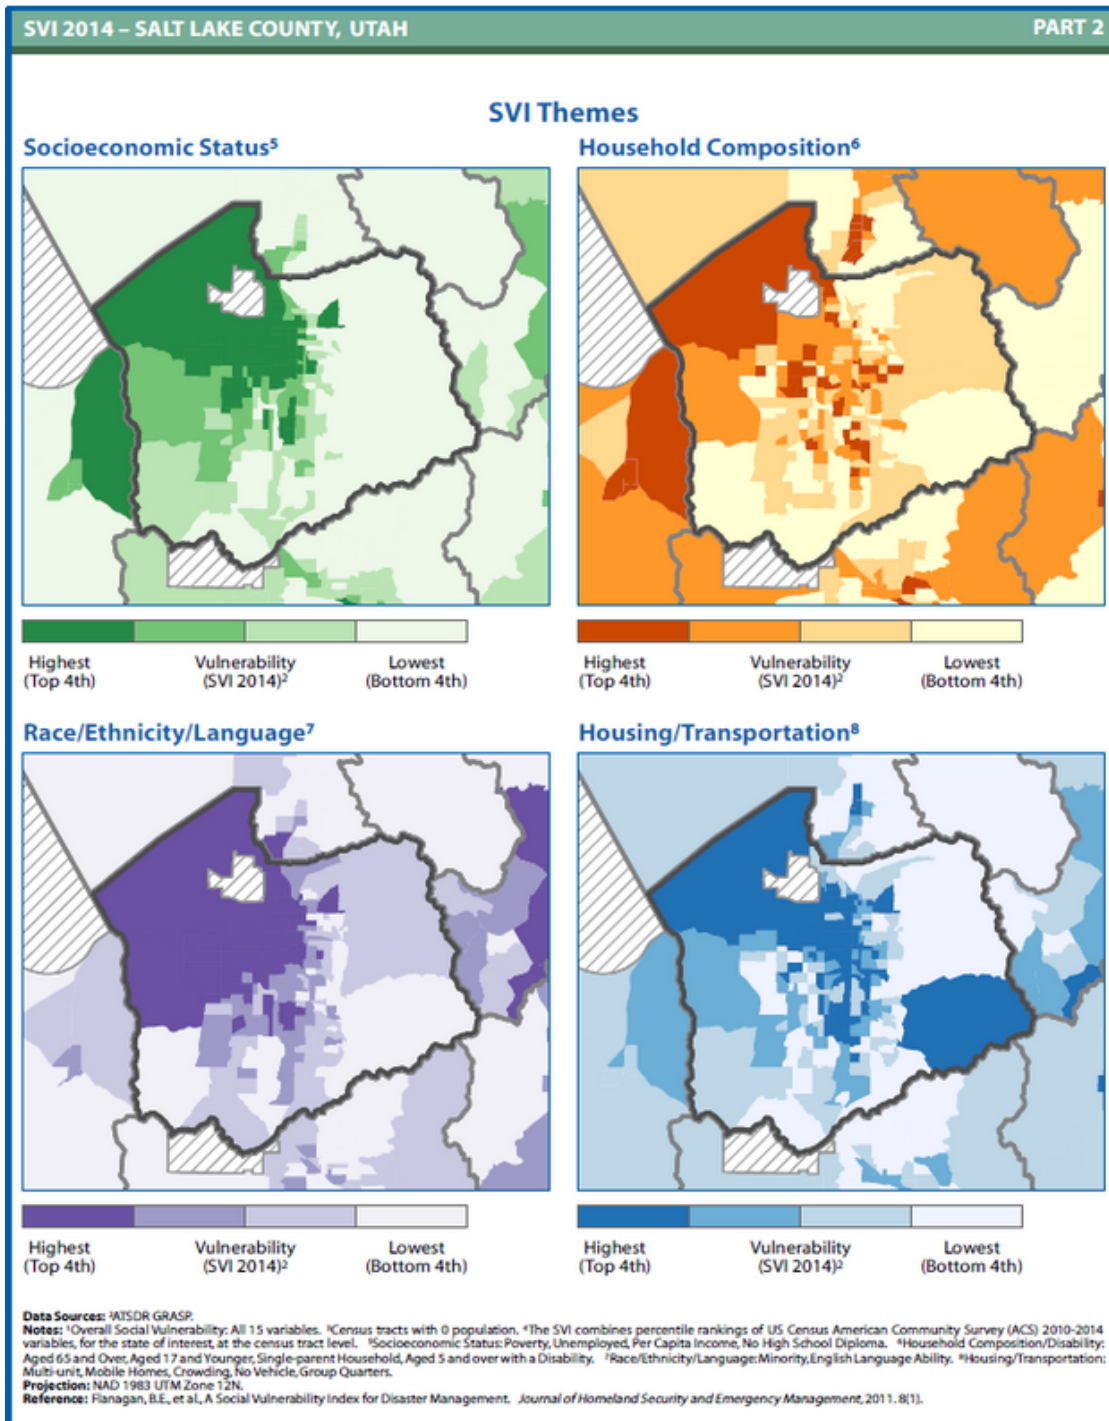 SVI 2014 – SALT LAKE COUNTY, UTAH PART 2
SVI Themes
Socioeconomic Status⁵ Household Composition⁶
Highest (Top 4th) Vulnerability (SVI 2014)² Lowest (Bottom 4th)
Highest (Top 4th) Vulnerability (SVI 2014)² Lowest (Bottom 4th)
Race/Ethnicity/Language⁷ Housing/Transportation⁸
Highest (Top 4th) Vulnerability (SVI 2014)² Lowest (Bottom 4th)
Highest (Top 4th) Vulnerability (SVI 2014)² Lowest (Bottom 4th)
Data Sources: ²ATSDR GRASP.
Notes: ¹Overall Social Vulnerability: All 15 variables. ³Census tracts with 0 population. ⁴The SVI combines percentile rankings of US Census American Community Survey (ACS) 2010-2014
variables, for the state of interest, at the census tract level. ⁵Socioeconomic Status: Poverty, Unemployed, Per Capita Income, No High School Diploma. ⁶Household Composition/Disability:
Aged 65 and Over, Aged 17 and Younger, Single-parent Household, Aged 5 and over with a Disability. ⁷Race/Ethnicity/Language: Minority, English Language Ability. ⁸Housing/Transportation:
Multi-unit, Mobile Homes, Crowding, No Vehicle, Group Quarters.
Projection: NAD 1983 UTM Zone 12N.
Reference: Flanagan, B.E., et al., A Social Vulnerability Index for Disaster Management. Journal of Homeland Security and Emergency Management, 2011. 8(1).